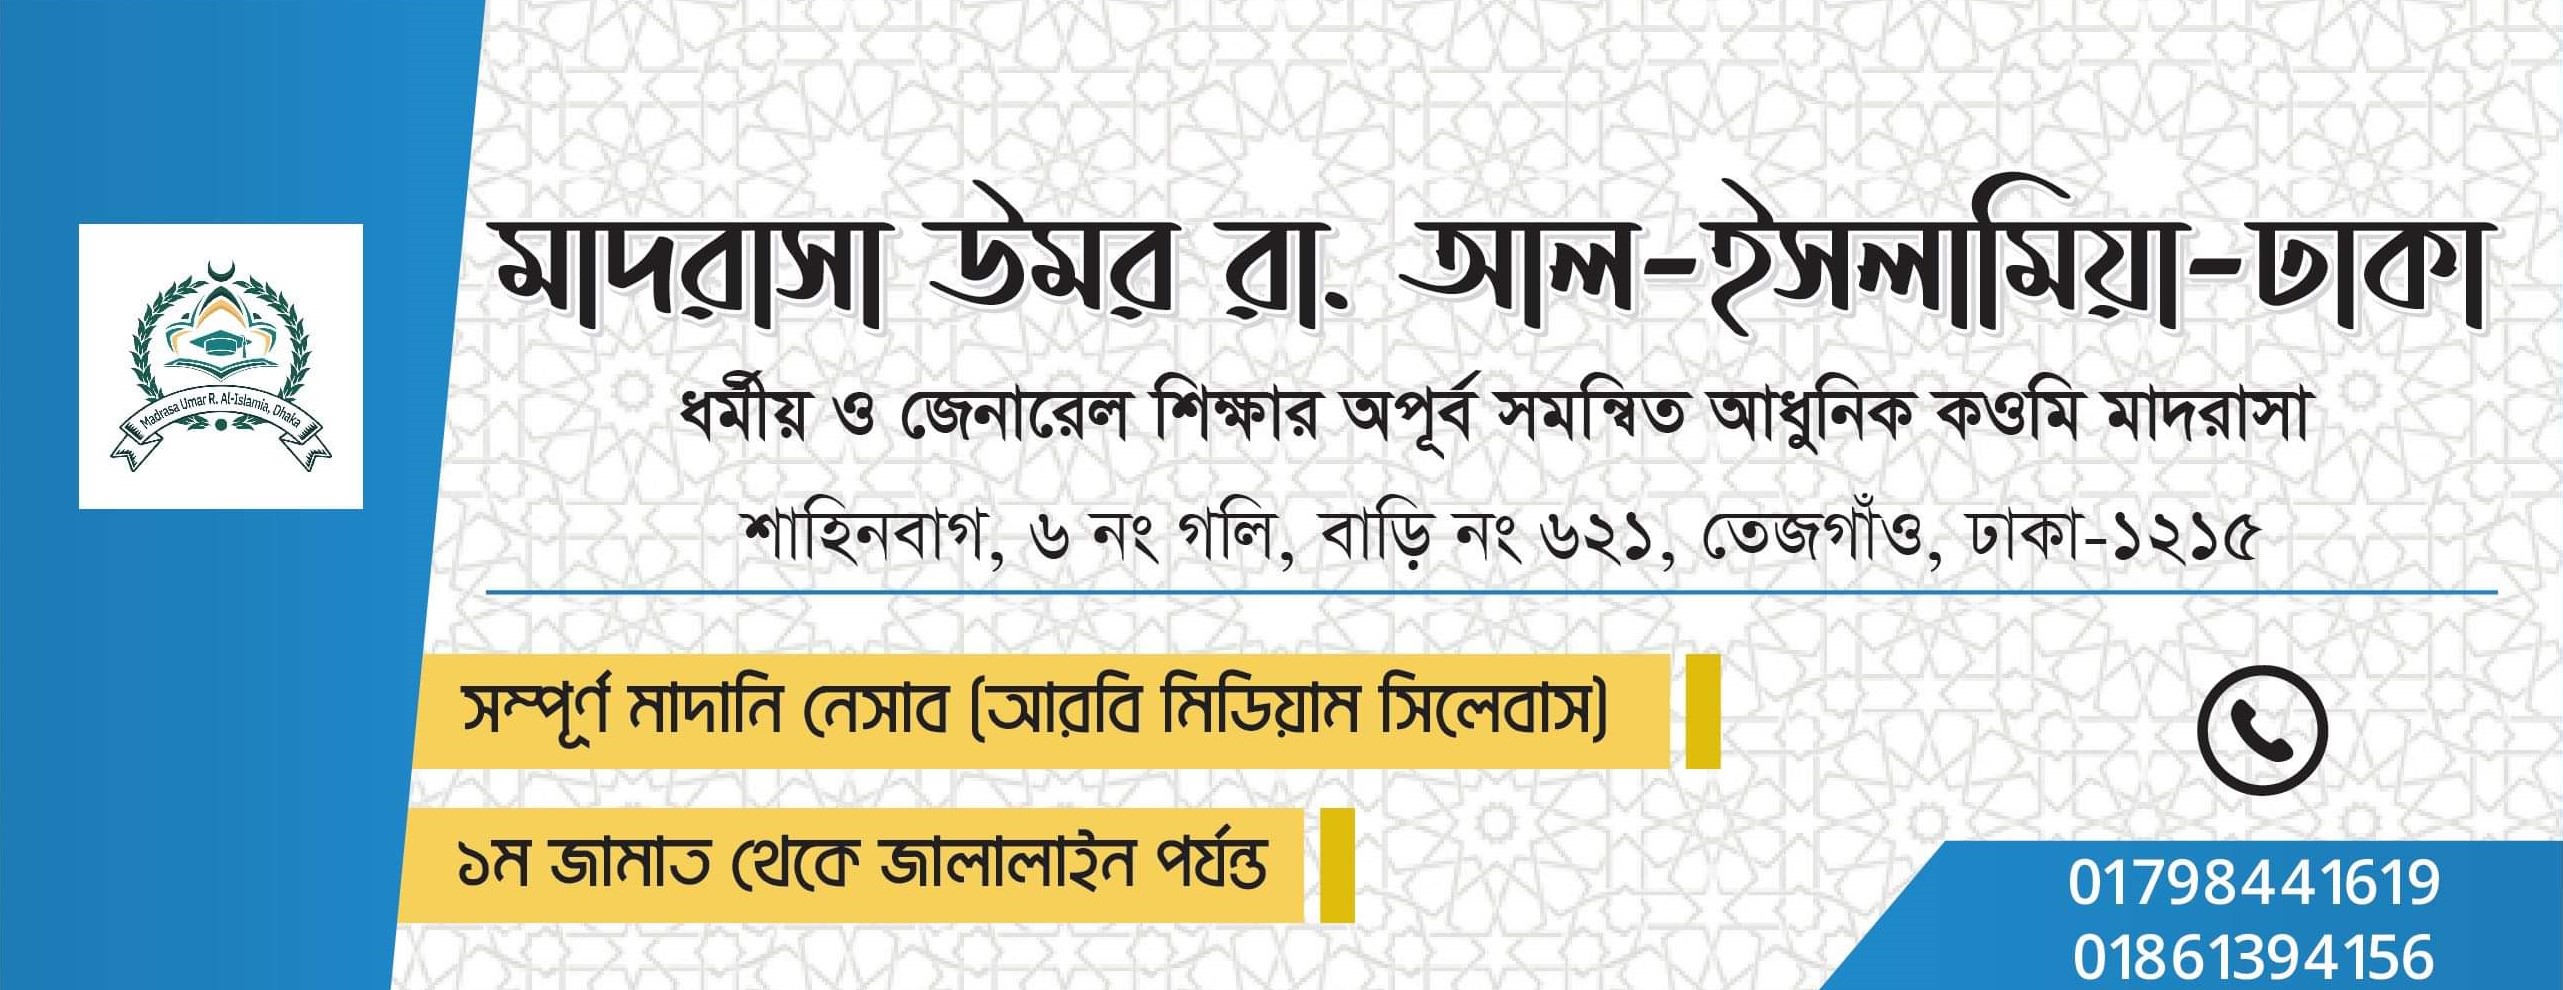 মাদরাসা উমর রা. আল-ইসলামিয়া-ঢাকা
Madrasa Umar R. Al-Islamia, Dhaka
ধর্মীয় ও জেনারেল শিক্ষার অপূর্ব সমন্বিত আধুনিক কওমি মাদরাসা
শাহিনবাগ, ৬ নং গলি, বাড়ি নং ৬২১, তেজগাঁও, ঢাকা-১২১৫
সম্পূর্ণ মাদানি নেসাব (আরবি মিডিয়াম সিলেবাস)
১ম জামাত থেকে জালালাইন পর্যন্ত
01798441619
01861394156